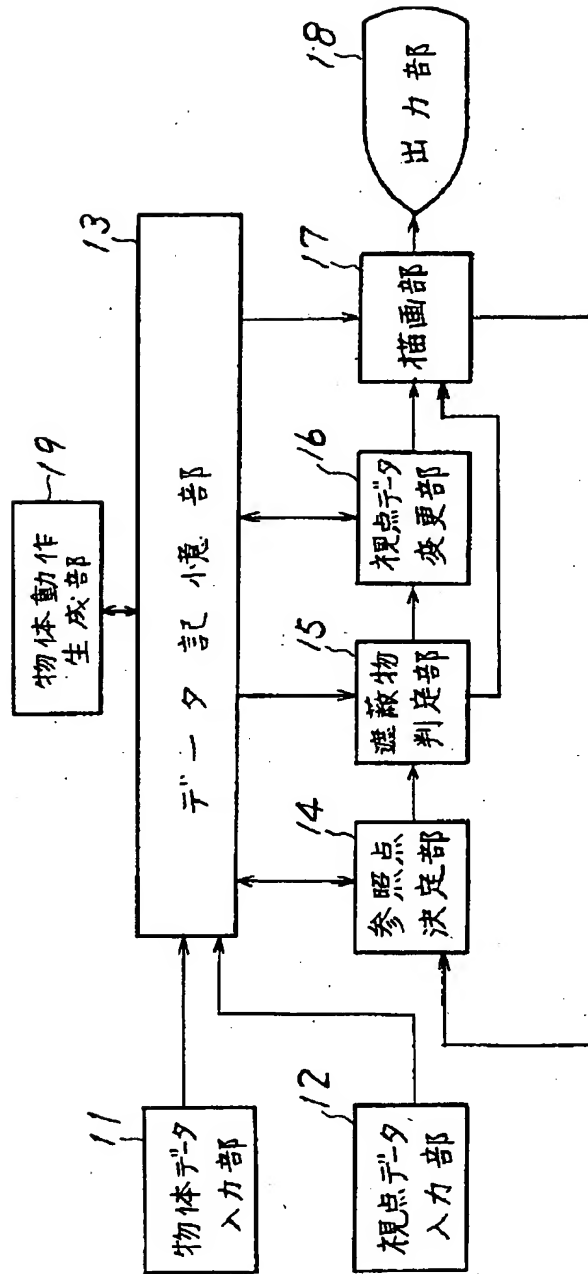 19
物体動作
生成部
13
データ記憶部
11
物体データ
入力部
12
視点データ
入力部
14
参照点
決定部
15
遮蔽物
判定部
16
視点データ
変更部
17
描画部
18
出力部